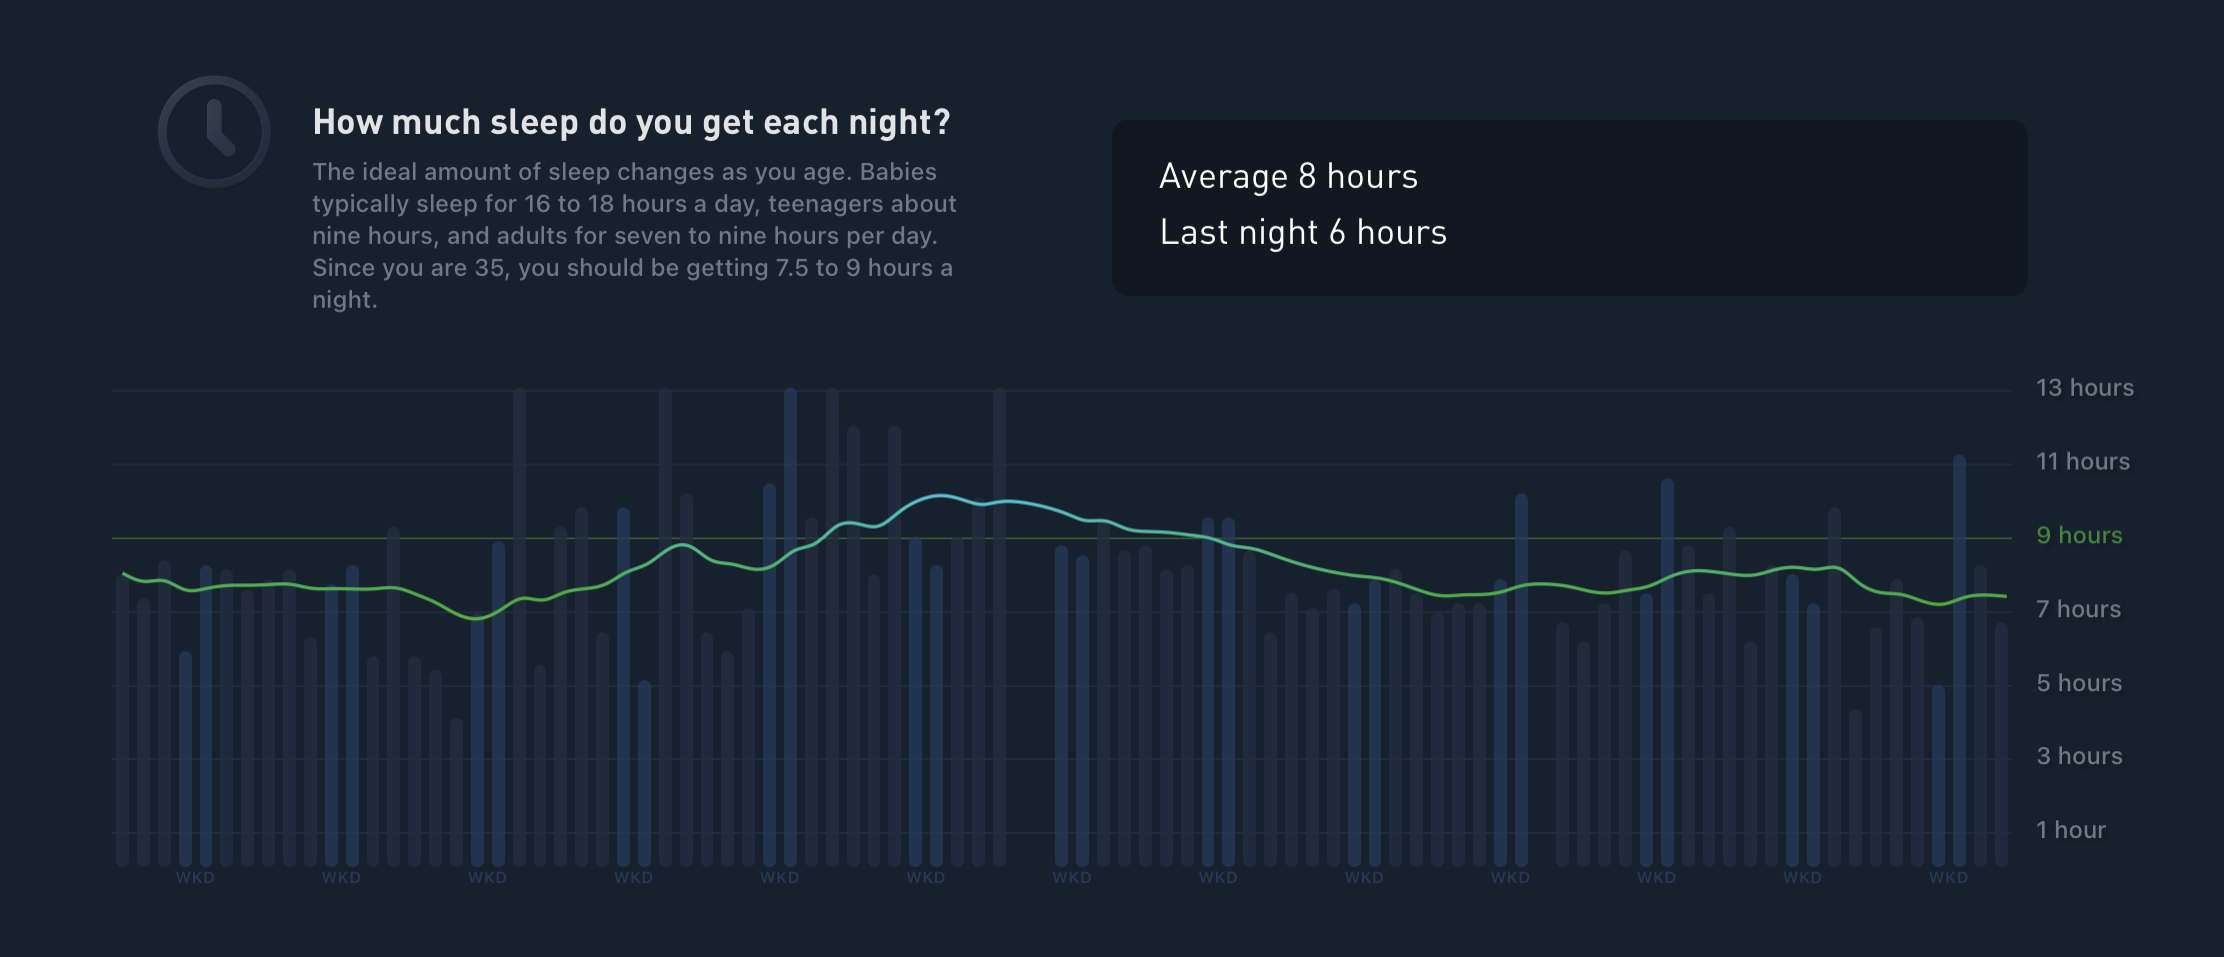 How much sleep do you get each night?
The ideal amount of sleep changes as you age. Babies
typically sleep for 16 to 18 hours a day, teenagers about
nine hours, and adults for seven to nine hours per day.
Since you are 35, you should be getting 7.5 to 9 hours a
night.
Average 8 hours
Last night 6 hours
13 hours
11 hours
9 hours
7 hours
5 hours
3 hours
1 hour
WKD WKD WKD WKD WKD WKD WKD WKD WKD WKD WKD WKD WKD